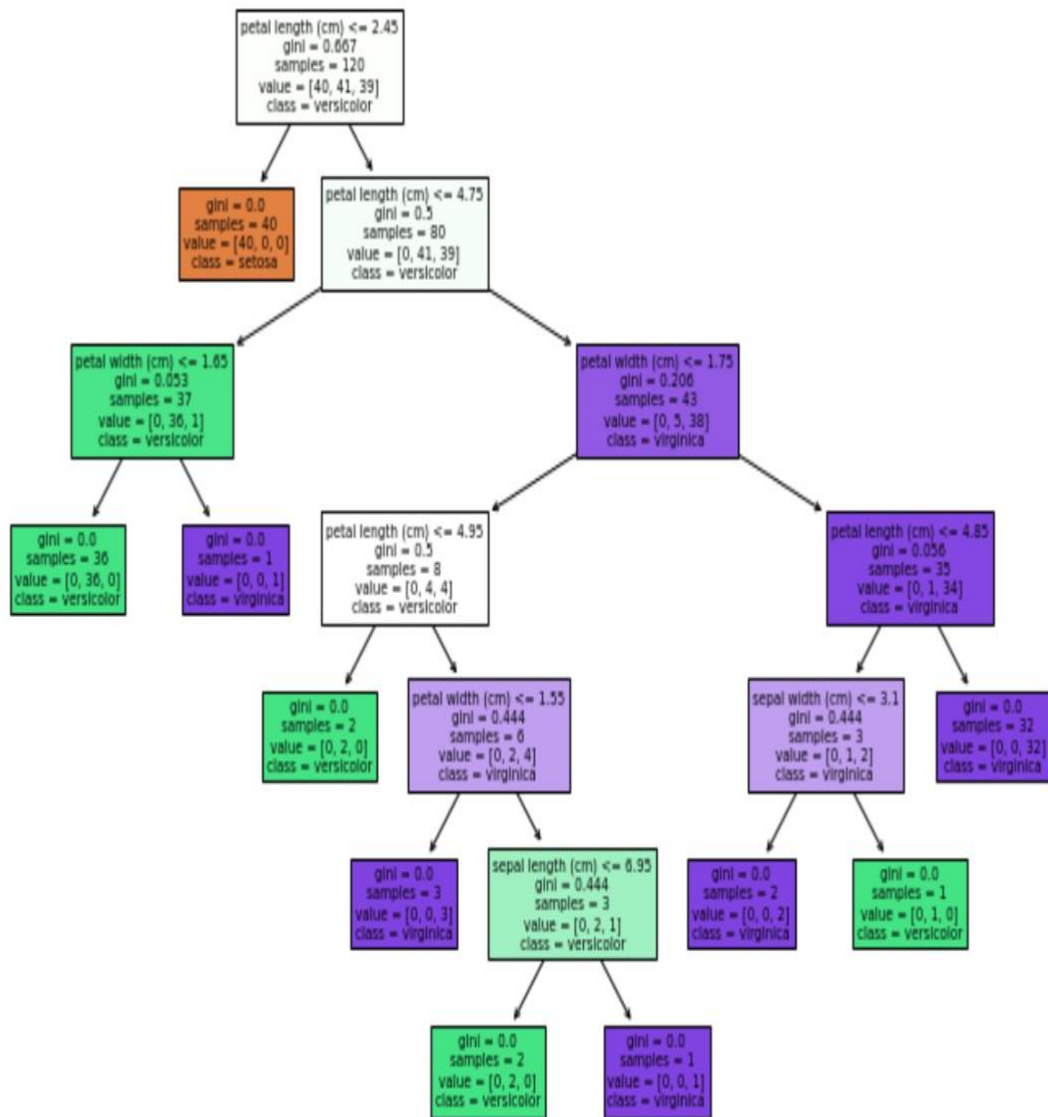 petal length (cm) <= 2.45
gini = 0.667
samples = 120
value = [40, 41, 39]
class = versicolor
gini = 0.0
samples = 40
value = [40, 0, 0]
class = setosa
petal length (cm) <= 4.75
gini = 0.5
samples = 80
value = [0, 41, 39]
class = versicolor
petal width (cm) <= 1.65
gini = 0.053
samples = 37
value = [0, 36, 1]
class = versicolor
petal width (cm) <= 1.75
gini = 0.206
samples = 43
value = [0, 5, 38]
class = virginica
gini = 0.0
samples = 36
value = [0, 36, 0]
class = versicolor
gini = 0.0
samples = 1
value = [0, 0, 1]
class = virginica
petal length (cm) <= 4.95
gini = 0.5
samples = 8
value = [0, 4, 4]
class = versicolor
petal length (cm) <= 4.85
gini = 0.056
samples = 35
value = [0, 1, 34]
class = virginica
gini = 0.0
samples = 2
value = [0, 2, 0]
class = versicolor
petal width (cm) <= 1.55
gini = 0.444
samples = 6
value = [0, 2, 4]
class = virginica
sepal width (cm) <= 3.1
gini = 0.444
samples = 3
value = [0, 1, 2]
class = virginica
gini = 0.0
samples = 32
value = [0, 0, 32]
class = virginica
gini = 0.0
samples = 3
value = [0, 0, 3]
class = virginica
sepal length (cm) <= 6.95
gini = 0.444
samples = 3
value = [0, 2, 1]
class = versicolor
gini = 0.0
samples = 2
value = [0, 0, 2]
class = virginica
gini = 0.0
samples = 1
value = [0, 1, 0]
class = versicolor
gini = 0.0
samples = 2
value = [0, 2, 0]
class = versicolor
gini = 0.0
samples = 1
value = [0, 0, 1]
class = virginica